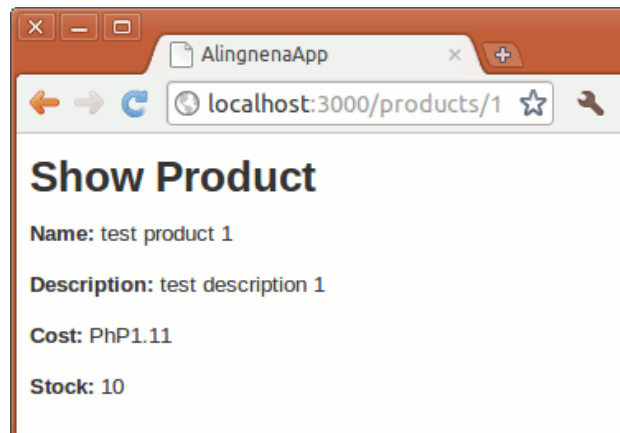 AlingnenaApp
localhost:3000/products/1
Show Product
Name: test product 1
Description: test description 1
Cost: PhP1.11
Stock: 10